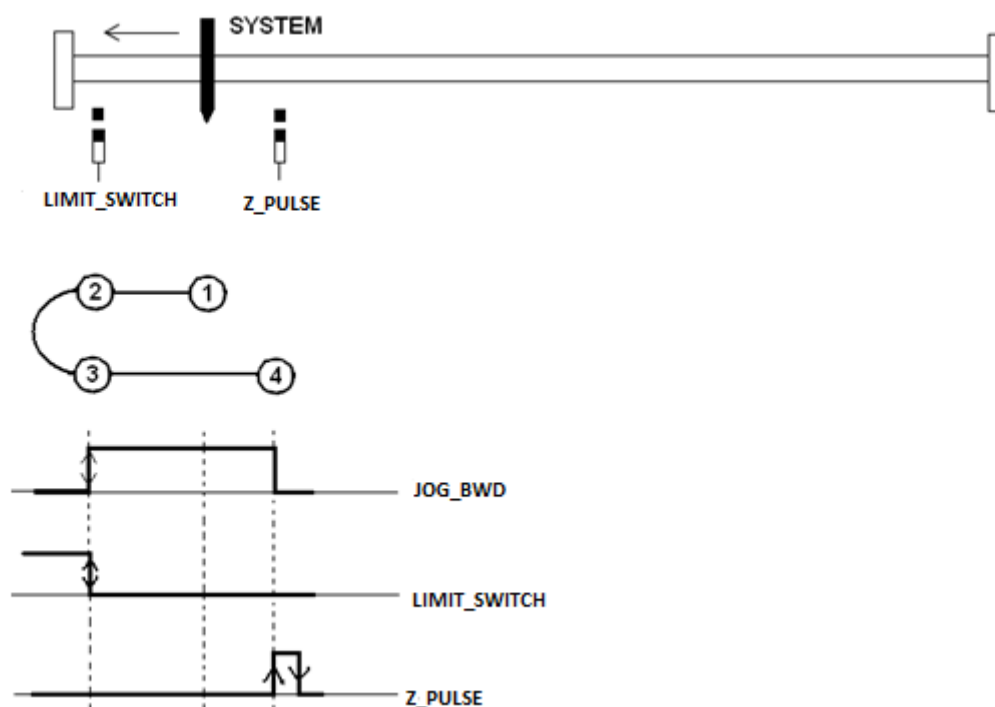 SYSTEM
LIMIT_SWITCH
Z_PULSE
2
1
3
4
JOG_BWD
LIMIT_SWITCH
Z_PULSE